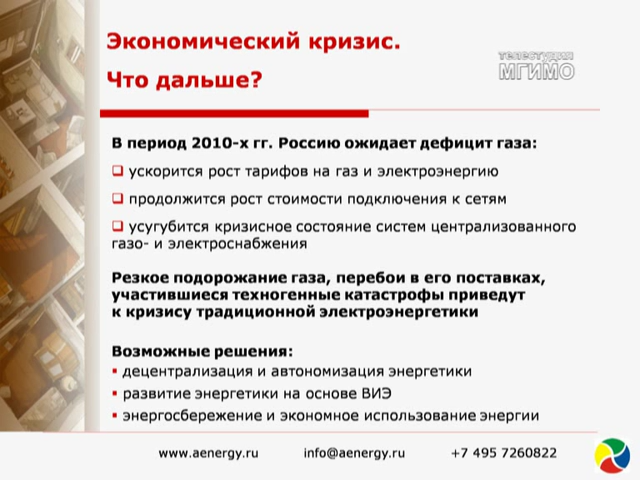 Экономический кризис.
Что дальше?
телестудия
МГИМО
В период 2010-х гг. Россию ожидает дефицит газа:
ускорится рост тарифов на газ и электроэнергию
продолжится рост стоимости подключения к сетям
усугубится кризисное состояние систем централизованного
газо- и электроснабжения
Резкое подорожание газа, перебои в его поставках,
участившиеся техногенные катастрофы приведут
к кризису традиционной электроэнергетики
Возможные решения:
децентрализация и автономизация энергетики
развитие энергетики на основе ВИЭ
энергосбережение и экономное использование энергии
www.aenergy.ru info@aenergy.ru +7 495 7260822